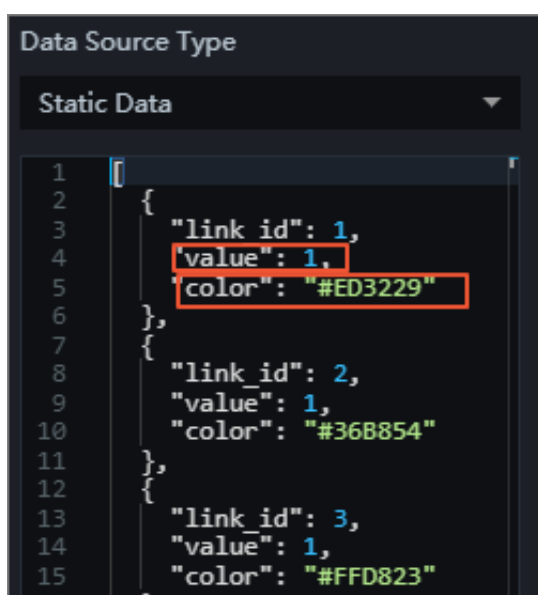 Data Source Type
Static Data
1 [
2 {
3 "link_id": 1,
4 "value": 1,
5 "color": "#ED3229"
6 },
7 {
8 "link_id": 2,
9 "value": 1,
10 "color": "#36B854"
11 },
12 {
13 "link_id": 3,
14 "value": 1,
15 "color": "#FFD823"